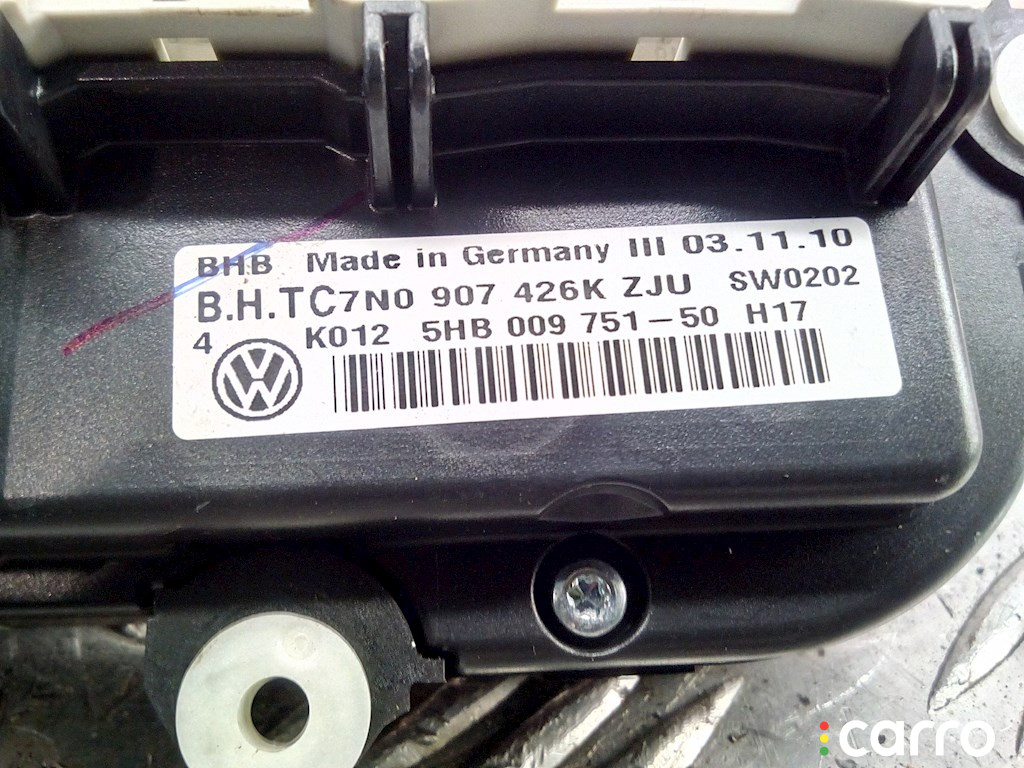 BHB Made in Germany III 03.11.10
B.H.TC7N0 907 426K ZJU SW0202
4 K012 5HB 009 751-50 H17
VW
carro